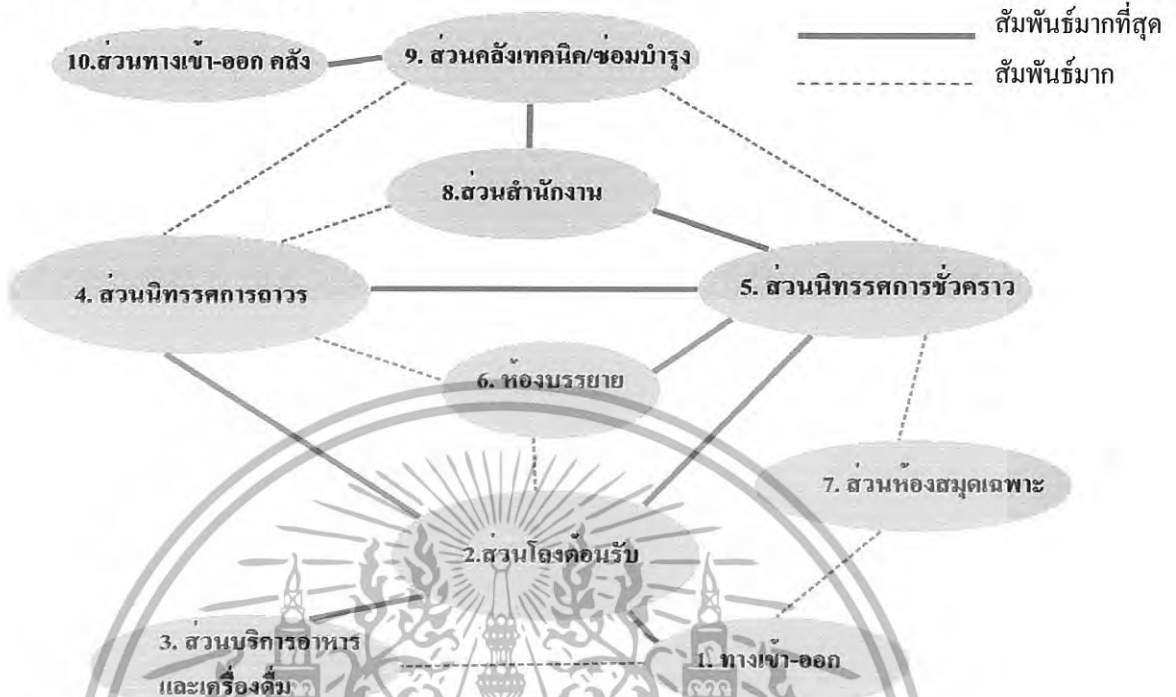 สัมพันธ์มากที่สุด
สัมพันธ์มาก
10.ส่วนทางเข้า-ออก คลัง
9. ส่วนคลังเทคนิค/ซ่อมบำรุง
8.ส่วนสำนักงาน
4. ส่วนนิทรรศการถาวร
5. ส่วนนิทรรศการชั่วคราว
6. ห้องบรรยาย
7. ส่วนห้องสมุดเฉพาะ
2.ส่วนโถงต้อนรับ
3. ส่วนบริการอาหาร
และเครื่องดื่ม
1. ทางเข้า-ออก